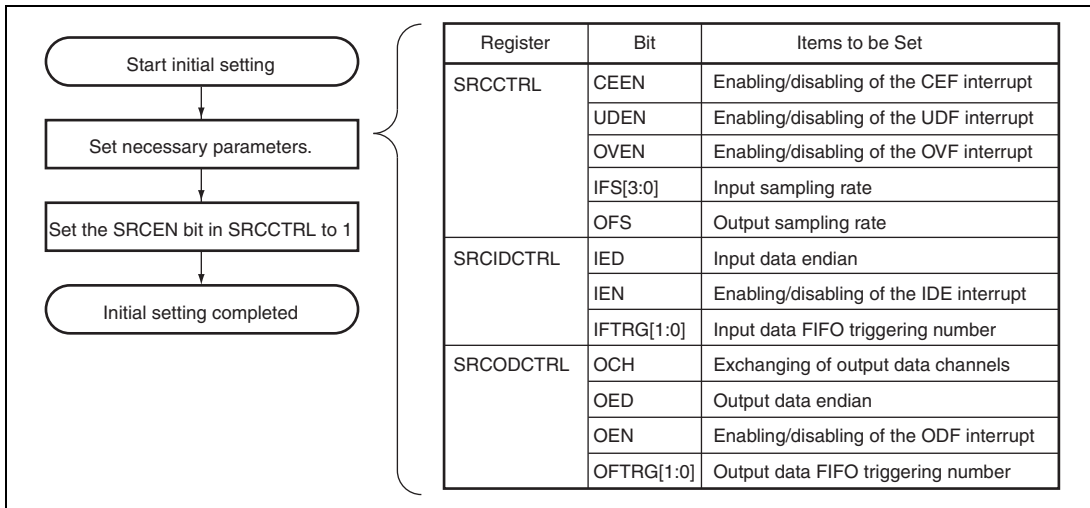 Start initial setting
Set necessary parameters.
Set the SRCEN bit in SRCCTRL to 1
Initial setting completed
Register Bit Items to be Set
SRCCTRL CEEN Enabling/disabling of the CEF interrupt
UDEN Enabling/disabling of the UDF interrupt
OVEN Enabling/disabling of the OVF interrupt
IFS[3:0] Input sampling rate
OFS Output sampling rate
SRCIDCTRL IED Input data endian
IEN Enabling/disabling of the IDE interrupt
IFTRG[1:0] Input data FIFO triggering number
SRCODCTRL OCH Exchanging of output data channels
OED Output data endian
OEN Enabling/disabling of the ODF interrupt
OFTRG[1:0] Output data FIFO triggering number